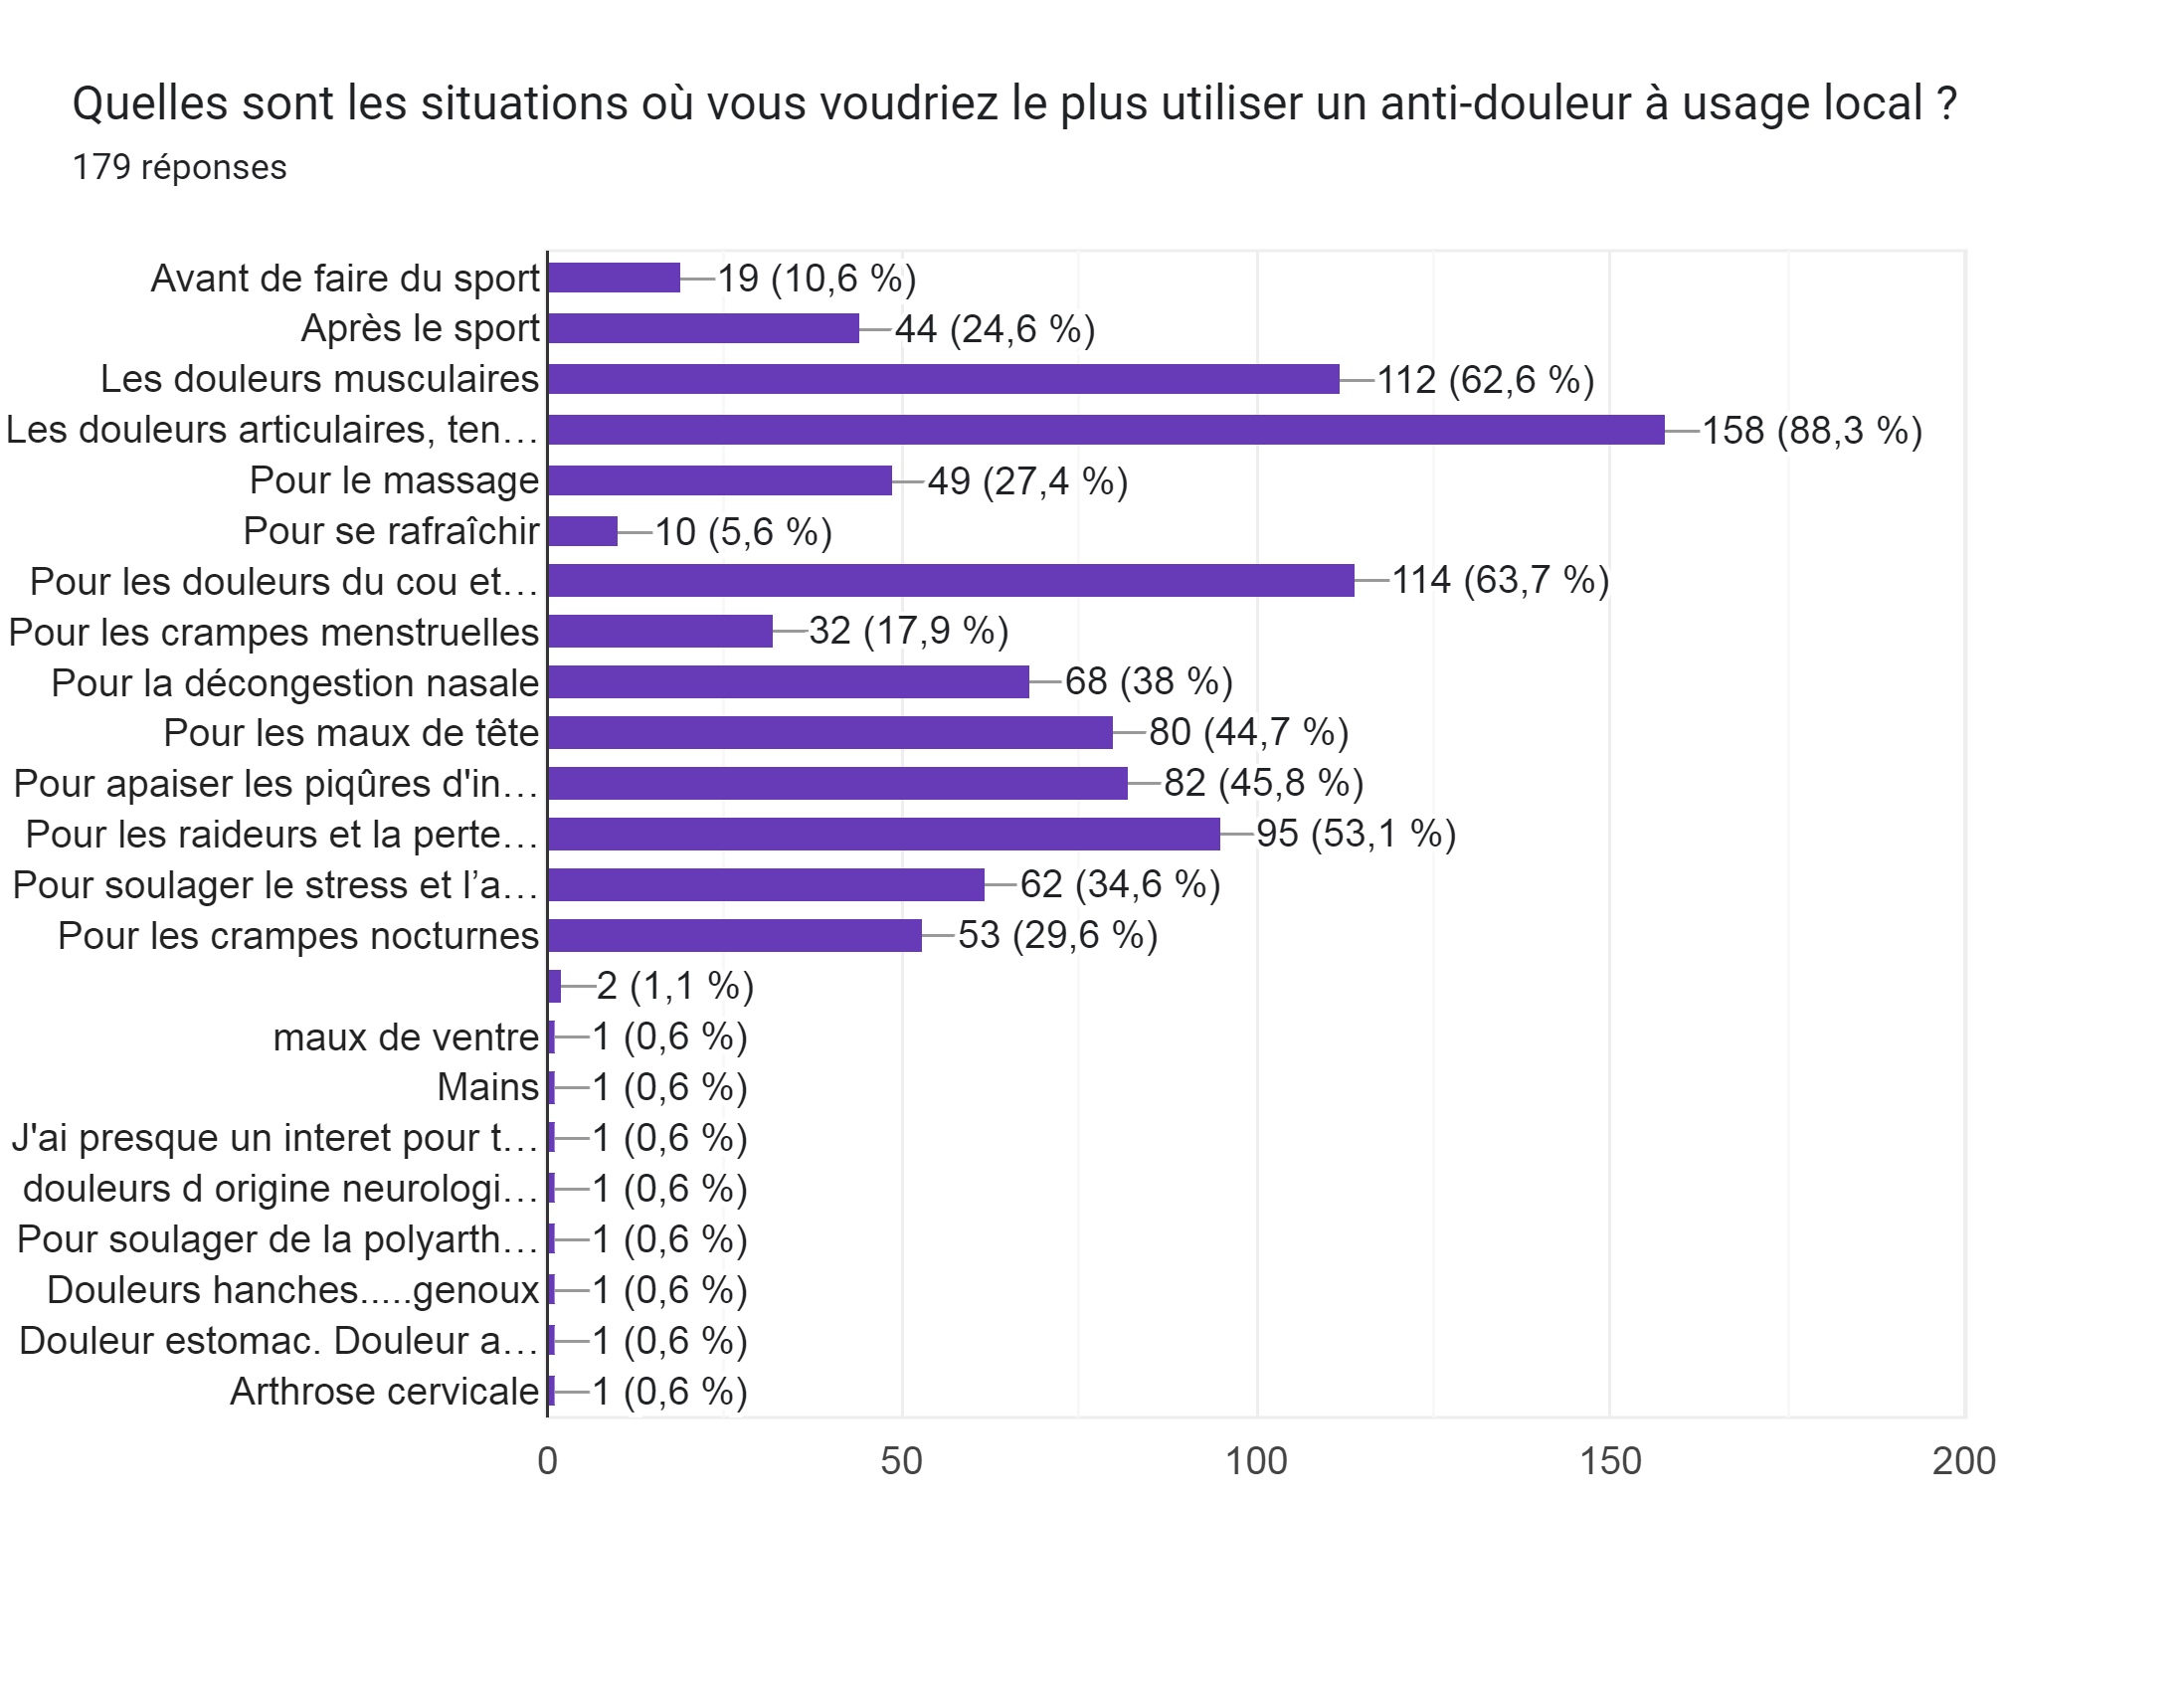 Quelles sont les situations où vous voudriez le plus utiliser un anti-douleur à usage local ?
179 réponses
Avant de faire du sport 19 (10,6 %)
Après le sport 44 (24,6 %)
Les douleurs musculaires 112 (62,6 %)
Les douleurs articulaires, ten… 158 (88,3 %)
Pour le massage 49 (27,4 %)
Pour se rafraîchir 10 (5,6 %)
Pour les douleurs du cou et… 114 (63,7 %)
Pour les crampes menstruelles 32 (17,9 %)
Pour la décongestion nasale 68 (38 %)
Pour les maux de tête 80 (44,7 %)
Pour apaiser les piqûres d'in… 82 (45,8 %)
Pour les raideurs et la perte… 95 (53,1 %)
Pour soulager le stress et l’a… 62 (34,6 %)
Pour les crampes nocturnes 53 (29,6 %)
2 (1,1 %)
maux de ventre 1 (0,6 %)
Mains 1 (0,6 %)
J'ai presque un interet pour t… 1 (0,6 %)
douleurs d origine neurologi… 1 (0,6 %)
Pour soulager de la polyarth… 1 (0,6 %)
Douleurs hanches.....genoux 1 (0,6 %)
Douleur estomac. Douleur a… 1 (0,6 %)
Arthrose cervicale 1 (0,6 %)
0 50 100 150 200